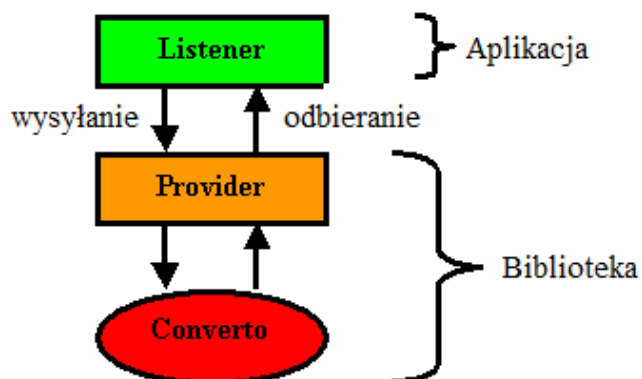 Listener
Aplikacja
wysyłanie
odbieranie
Provider
Biblioteka
Converto